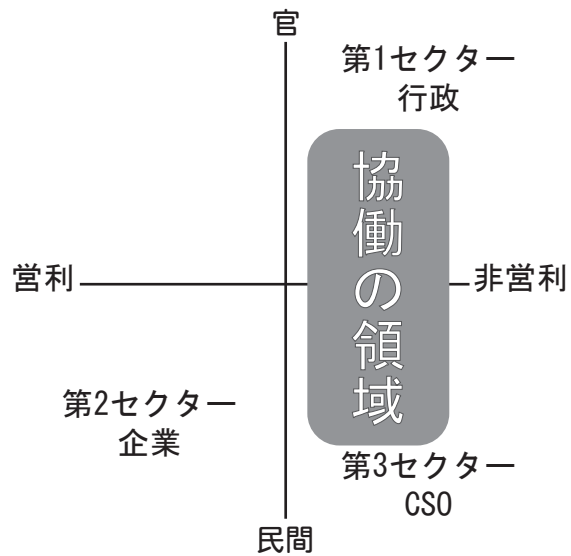 官
第1セクター
行政
協働の領域
営利
非営利
第2セクター
企業
第3セクター
CSO
民間